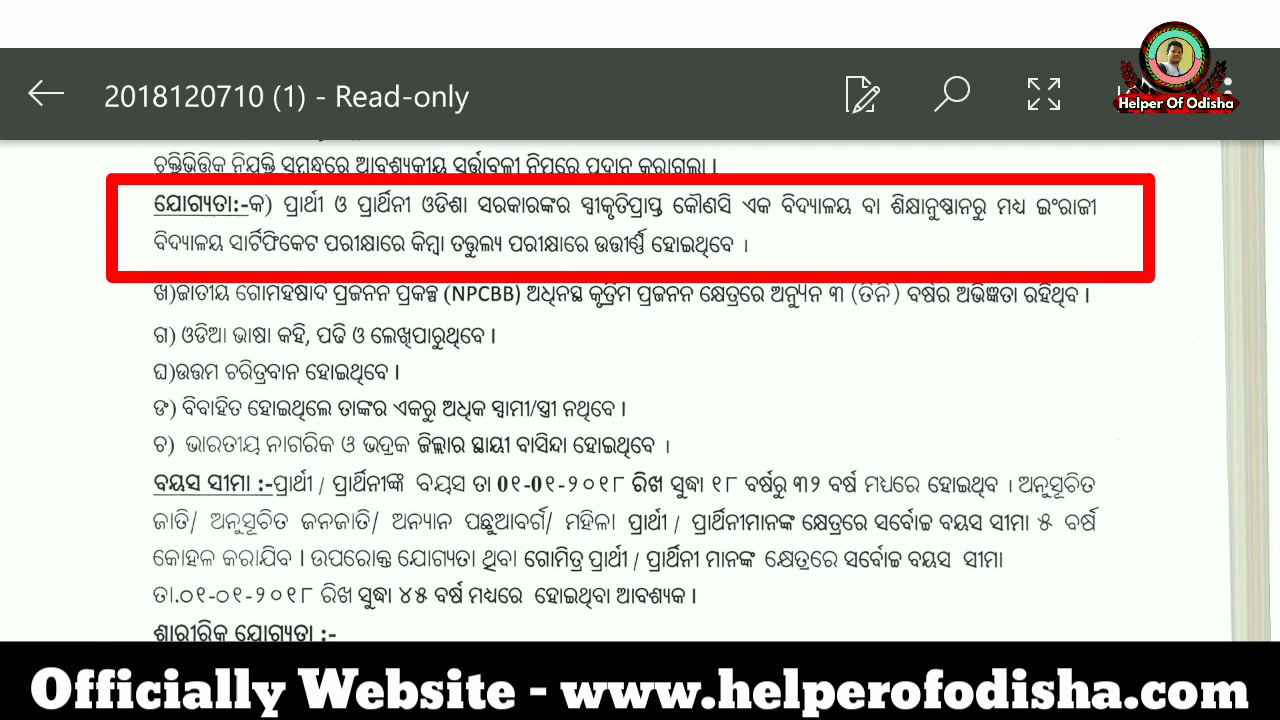 2018120710 (1) - Read-only
Helper Of Odisha
ଚୁକ୍ତିଭିତ୍ତିକ ନିଯୁକ୍ତି ସମ୍ବନ୍ଧରେ ଆବଶ୍ୟକୀୟ ସର୍ତ୍ତାବଳୀ ନିମ୍ନରେ ପ୍ରଦାନ କରାଗଲା ।
ଯୋଗ୍ୟତା:-କ) ପ୍ରାର୍ଥୀ ଓ ପ୍ରାର୍ଥିନୀ ଓଡିଶା ସରକାରଙ୍କର ସ୍ୱୀକୃତିପ୍ରାପ୍ତ କୌଣସି ଏକ ବିଦ୍ୟାଳୟ ବା ଶିକ୍ଷାନୁଷ୍ଠାନରୁ ମଧ୍ୟ ଇଂରାଜୀ
ବିଦ୍ୟାଳୟ ସାର୍ଟିଫିକେଟ ପରୀକ୍ଷାରେ କିମ୍ବା ତତ୍ତୁଲ୍ୟ ପରୀକ୍ଷାରେ ଉତ୍ତୀର୍ଣ୍ଣ ହୋଇଥିବେ ।
ଖ)ଜାତୀୟ ଗୋମହିଷାଦି ପ୍ରଜନନ ପ୍ରକଳ୍ପ (NPCBB) ଅଧିନସ୍ଥ କୃତ୍ରିମ ପ୍ରଜନନ କ୍ଷେତ୍ରରେ ଅନ୍ୟୁନ ୩ (ତିନି) ବର୍ଷର ଅଭିଜ୍ଞତା ରହିଥିବ ।
ଗ) ଓଡିଆ ଭାଷା କହି, ପଢି ଓ ଲେଖିପାରୁଥିବେ ।
ଘ)ଉତ୍ତମ ଚରିତ୍ରବାନ ହୋଇଥିବେ ।
ଙ) ବିବାହିତ ହୋଇଥିଲେ ତାଙ୍କର ଏକରୁ ଅଧିକ ସ୍ୱାମୀ/ସ୍ତ୍ରୀ ନଥିବେ ।
ଚ) ଭାରତୀୟ ନାଗରିକ ଓ ଭଦ୍ରକ ଜିଲ୍ଲାର ସ୍ଥାୟୀ ବାସିନ୍ଦା ହୋଇଥିବେ ।
ବୟସ ସୀମା :-ପ୍ରାର୍ଥୀ / ପ୍ରାର୍ଥିନୀଙ୍କ ବୟସ ତା 0୧-0୧-୨୦୧୮ ରିଖ ସୁଦ୍ଧା ୧୮ ବର୍ଷରୁ ୩୨ ବର୍ଷ ମଧ୍ୟରେ ହୋଇଥିବ । ଅନୁସୂଚିତ
ଜାତି/ ଅନୁସୂଚିତ ଜନଜାତି/ ଅନ୍ୟାନ ପଛୁଆବର୍ଗ/ ମହିଳା ପ୍ରାର୍ଥୀ / ପ୍ରାର୍ଥିନୀମାନଙ୍କ କ୍ଷେତ୍ରରେ ସର୍ବୋଚ୍ଚ ବୟସ ସୀମା ୫ ବର୍ଷ
କୋହଳ କରାଯିବ । ଉପରୋକ୍ତ ଯୋଗ୍ୟତା ଥିବା ଗୋମିତ୍ର ପ୍ରାର୍ଥୀ / ପ୍ରାର୍ଥିନୀ ମାନଙ୍କ କ୍ଷେତ୍ରରେ ସର୍ବୋଚ୍ଚ ବୟସ ସୀମା
ତା.୦୧-୦୧-୨୦୧୮ ରିଖ ସୁଦ୍ଧା ୪୫ ବର୍ଷ ମଧ୍ୟରେ ହୋଇଥିବା ଆବଶ୍ୟକ ।
ଶାରୀରିକ ଯୋଗ୍ୟତା :-
Officially Website - www.helperofodisha.com